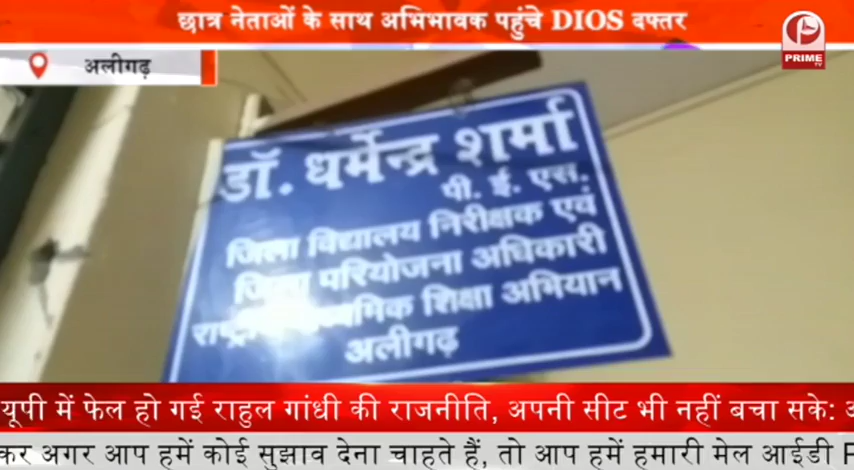 छात्र नेताओं के साथ अभिभावक पहुंचे DIOS दफ्तर
PRIME
TV
अलीगढ़
डॉ. धर्मेन्द्र शर्मा
पी. ई. एस.
जिला विद्यालय निरीक्षक एवं
जिला परियोजना अधिकारी
शिक्षा अभियान
अलीगढ़
यूपी में फेल हो गई राहुल गांधी की राजनीति, अपनी सीट भी नहीं बचा सके:
कर अगर आप हमें कोई सुझाव देना चाहते हैं, तो आप हमें हमारी मेल आईडी